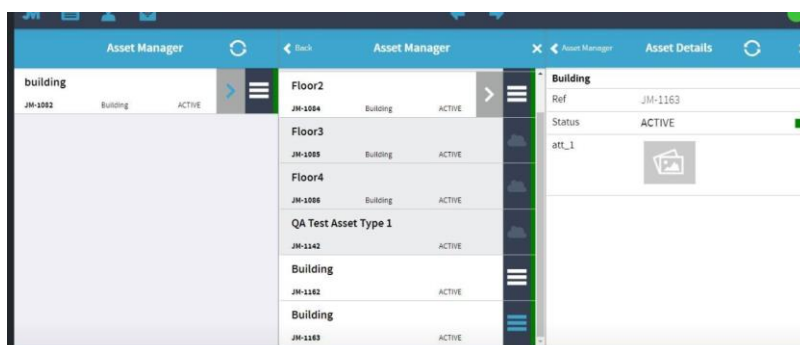 JM
Asset Manager
building
JM-1082 Building ACTIVE
Back Asset Manager
Floor2
JM-1084 Building ACTIVE
Floor3
JM-1085 Building ACTIVE
Floor4
JM-1086 Building ACTIVE
QA Test Asset Type 1
JM-1142 ACTIVE
Building
JM-1162 ACTIVE
Building
JM-1163 ACTIVE
Asset Manager Asset Details
Building
Ref JM-1163
Status ACTIVE
att_1